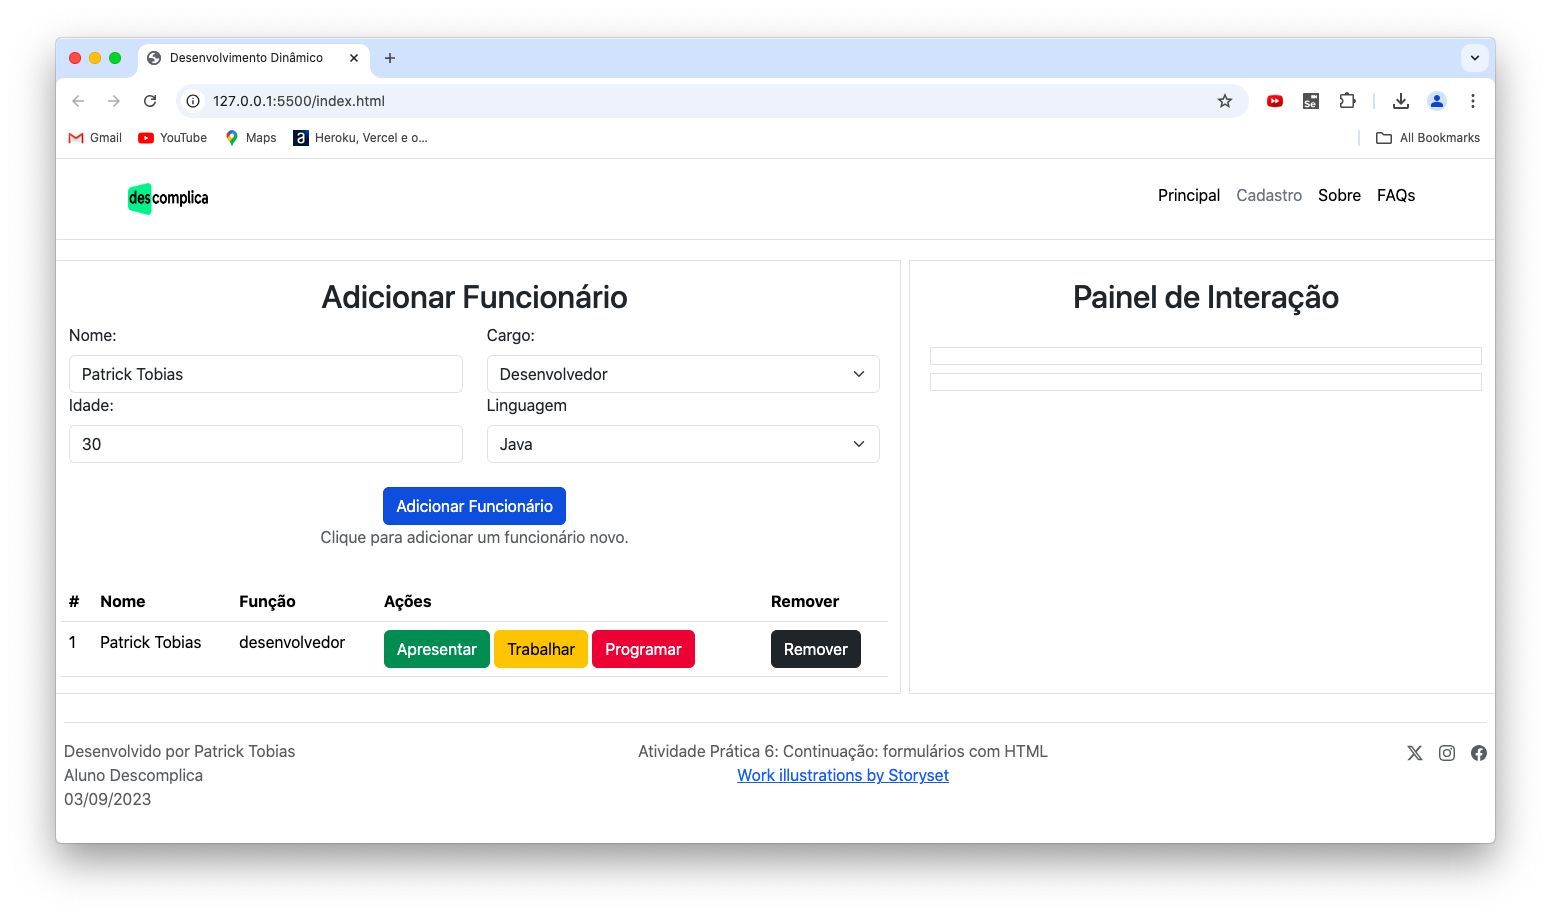 Desenvolvimento Dinâmico
127.0.0.1:5500/index.html
Se
Gmail YouTube Maps a Heroku, Vercel e o... All Bookmarks
descomplica
Principal Cadastro Sobre FAQs
Adicionar Funcionário
Nome: Cargo:
Patrick Tobias Desenvolvedor
Idade: Linguagem
30 Java
Adicionar Funcionário
Clique para adicionar um funcionário novo.
# Nome Função Ações Remover
1 Patrick Tobias desenvolvedor Apresentar Trabalhar Programar Remover
Painel de Interação
Desenvolvido por Patrick Tobias
Aluno Descomplica
03/09/2023
Atividade Prática 6: Continuação: formulários com HTML
Work illustrations by Storyset